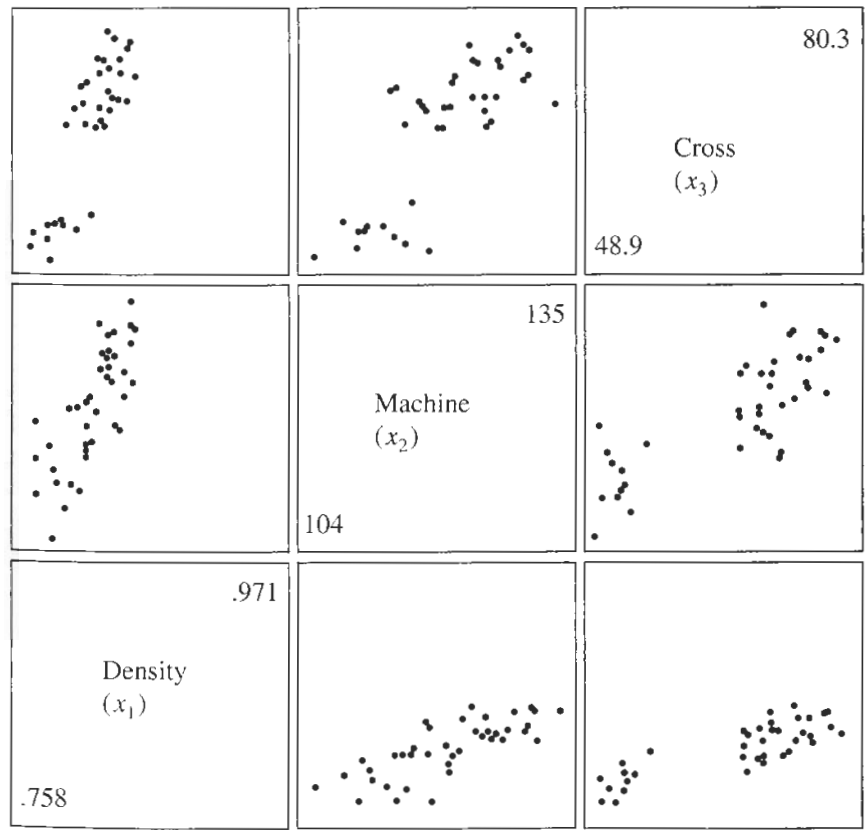 80.3
Cross
(x₃)
48.9
135
Machine
(x₂)
104
.971
Density
(x₁)
.758